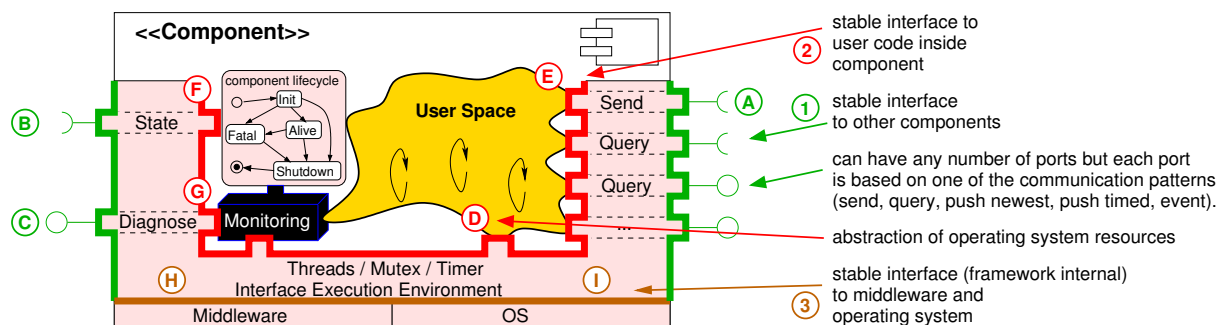 <<Component>>
component lifecycle
Init
Alive
Fatal
Shutdown
User Space
F
E
G
D
Monitoring
B
State
C
Diagnose
Send
Query
Query
...
A
Threads / Mutex / Timer
Interface Execution Environment
H
I
Middleware
OS
stable interface to
2 user code inside
component
1 stable interface
to other components
can have any number of ports but each port
is based on one of the communication patterns
(send, query, push newest, push timed, event).
abstraction of operating system resources
stable interface (framework internal)
3 to middleware and
operating system